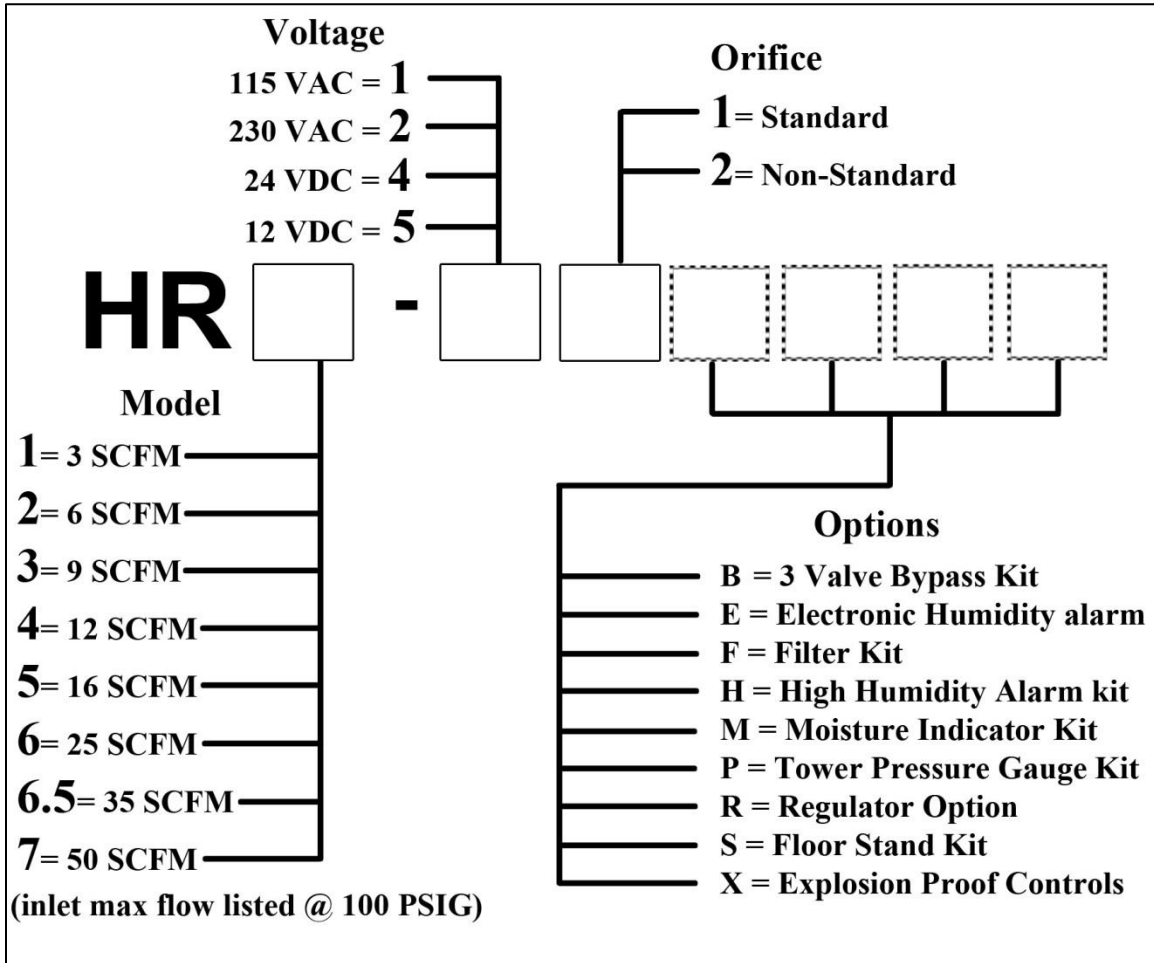 Voltage
115 VAC = 1
230 VAC = 2
24 VDC = 4
12 VDC = 5
Orifice
1= Standard
2= Non-Standard
HR -
Model
1= 3 SCFM
2= 6 SCFM
3= 9 SCFM
4= 12 SCFM
5= 16 SCFM
6= 25 SCFM
6.5= 35 SCFM
7= 50 SCFM
(inlet max flow listed @ 100 PSIG)
Options
B = 3 Valve Bypass Kit
E = Electronic Humidity alarm
F = Filter Kit
H = High Humidity Alarm kit
M = Moisture Indicator Kit
P = Tower Pressure Gauge Kit
R = Regulator Option
S = Floor Stand Kit
X = Explosion Proof Controls